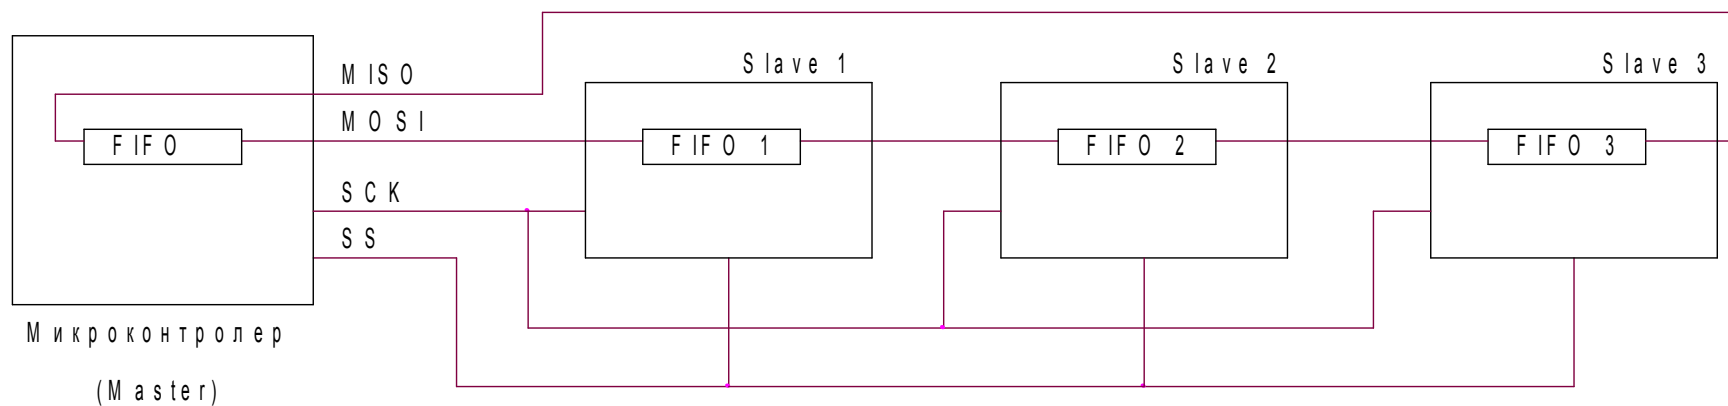 MISO
Slave 1
Slave 2
Slave 3
MOSI
FIFO
FIFO 1
FIFO 2
FIFO 3
SCK
SS
Микроконтролер
(Master)